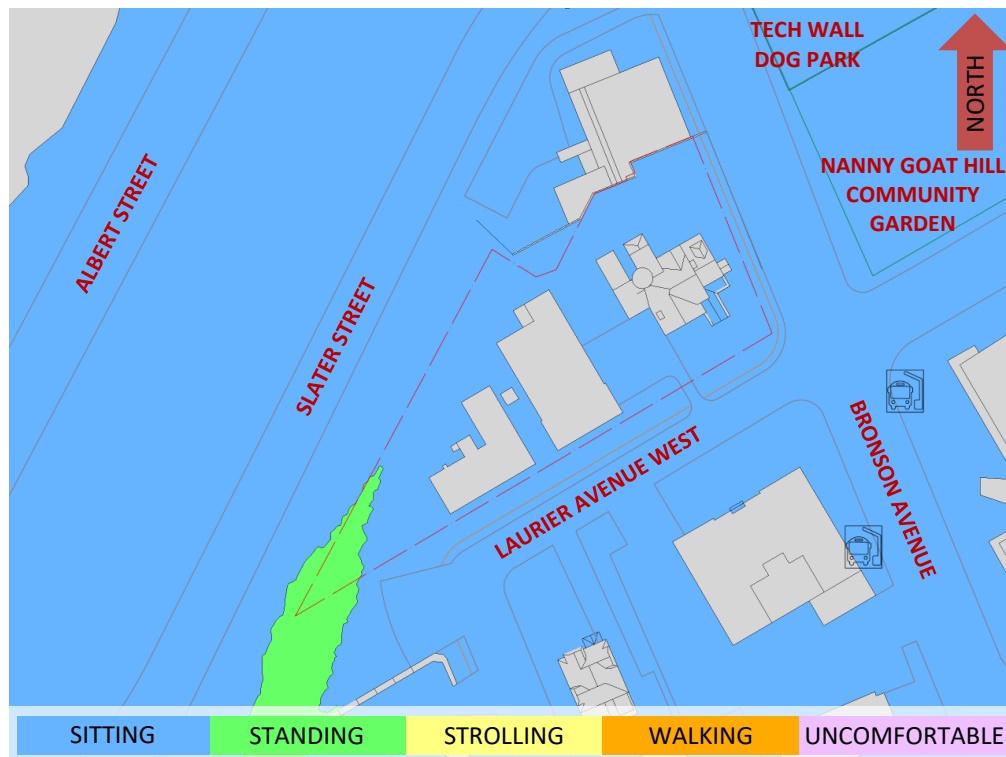 TECH WALL
DOG PARK
NORTH
NANNY GOAT HILL
COMMUNITY
GARDEN
ALBERT STREET
SLATER STREET
LAURIER AVENUE WEST
BRONSON AVENUE
SITTING
STANDING
STROLLING
WALKING
UNCOMFORTABLE